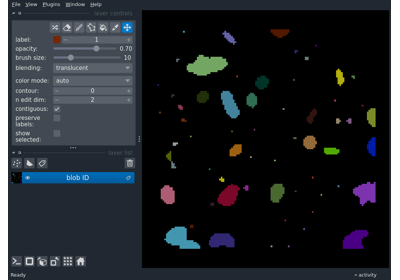 File View Plugins Window Help
layer controls
label: 1
opacity: 0.70
brush size: 10
blending: translucent
color mode: auto
contour: 0
n edit dim: 2
contiguous:
preserve
labels:
show
selected:
layer list
blob ID
Ready
activity